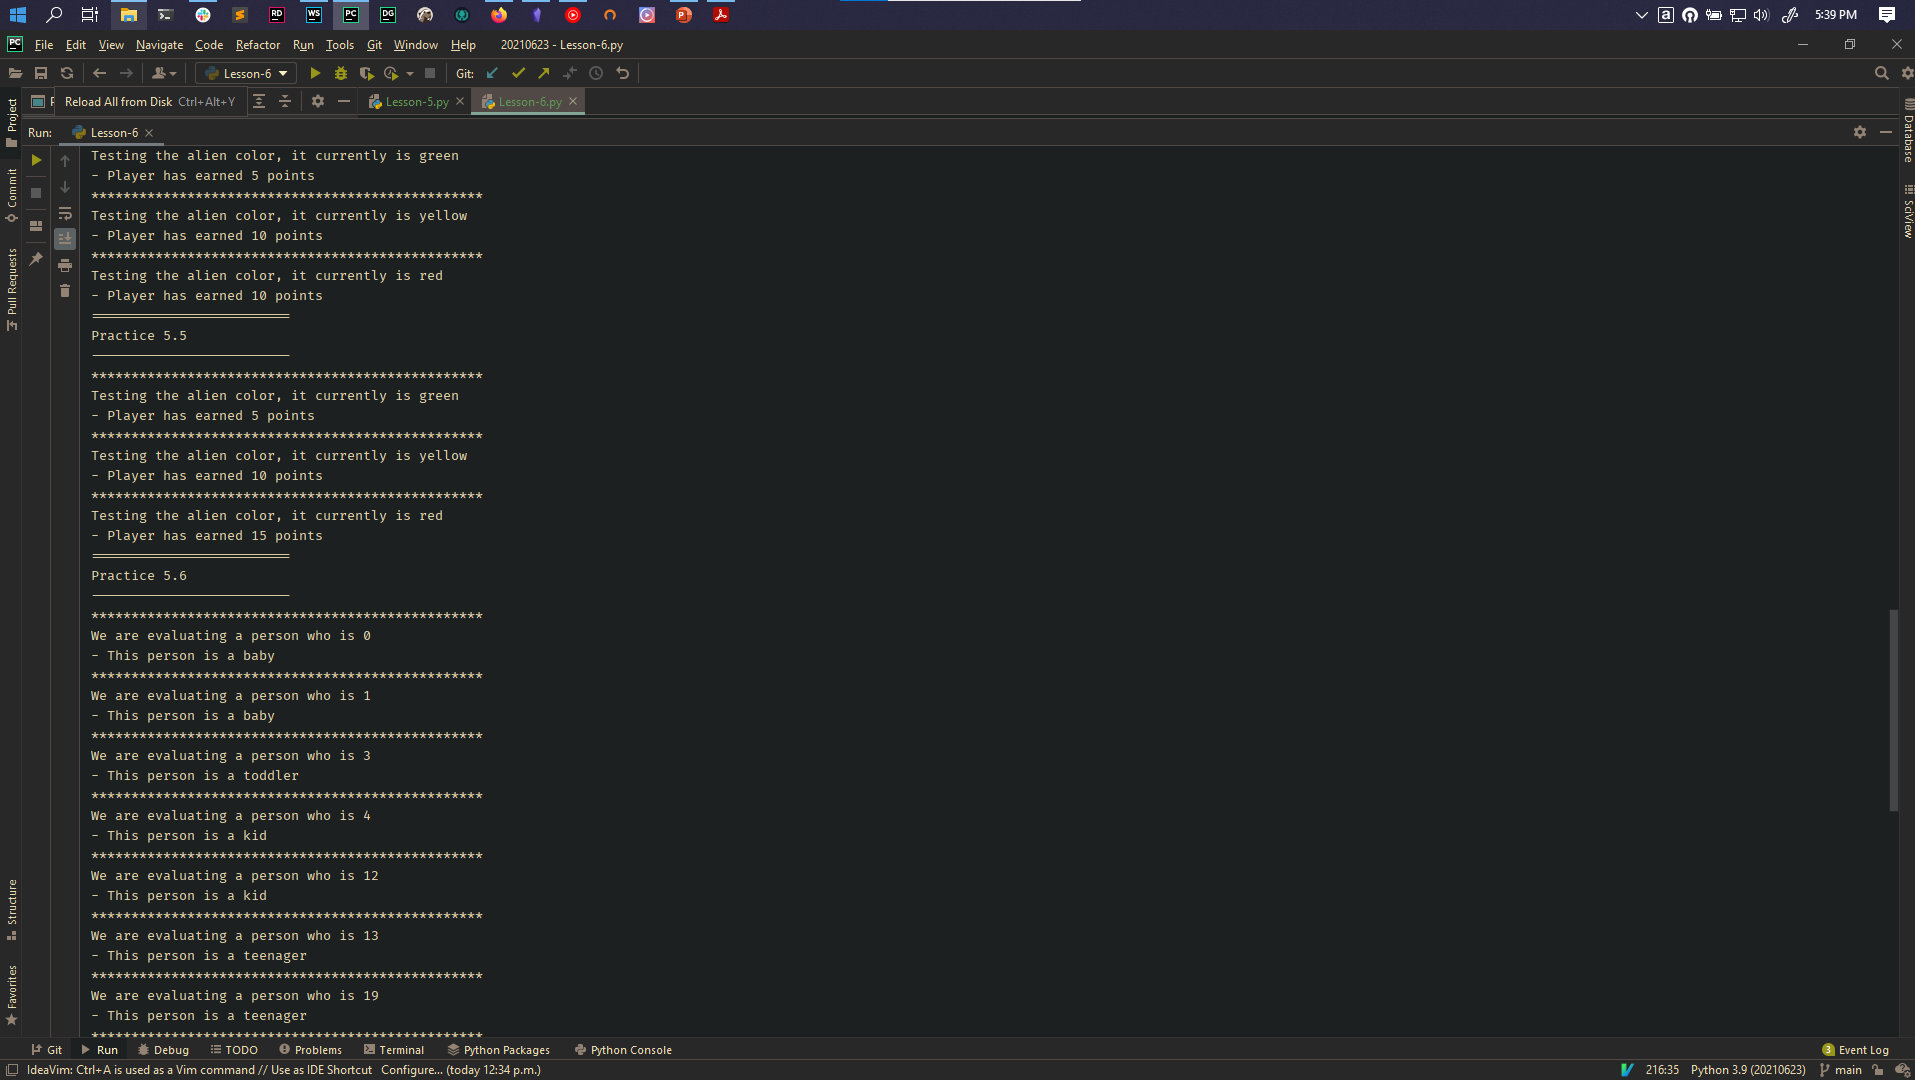 RD
WS
PC
DG
a
5:39 PM
PC
File Edit View Navigate Code Refactor Run Tools Git Window Help 20210623 - Lesson-6.py
Lesson-6
Git:
Reload All from Disk Ctrl+Alt+Y
Lesson-5.py
Lesson-6.py
Run: Lesson-6
Project
Commit
Pull Requests
Structure
Favorites
Database
SciView
Testing the alien color, it currently is green
- Player has earned 5 points
*************************************************
Testing the alien color, it currently is yellow
- Player has earned 10 points
*************************************************
Testing the alien color, it currently is red
- Player has earned 10 points
=========================
Practice 5.5
-------------------------
*************************************************
Testing the alien color, it currently is green
- Player has earned 5 points
*************************************************
Testing the alien color, it currently is yellow
- Player has earned 10 points
*************************************************
Testing the alien color, it currently is red
- Player has earned 15 points
=========================
Practice 5.6
-------------------------
*************************************************
We are evaluating a person who is 0
- This person is a baby
*************************************************
We are evaluating a person who is 1
- This person is a baby
*************************************************
We are evaluating a person who is 3
- This person is a toddler
*************************************************
We are evaluating a person who is 4
- This person is a kid
*************************************************
We are evaluating a person who is 12
- This person is a kid
*************************************************
We are evaluating a person who is 13
- This person is a teenager
*************************************************
We are evaluating a person who is 19
- This person is a teenager
*************************************************
Git Run Debug TODO Problems Terminal Python Packages Python Console 3 Event Log
IdeaVim: Ctrl+A is used as a Vim command // Use as IDE Shortcut Configure... (today 12:34 p.m.) 216:35 Python 3.9 (20210623) main